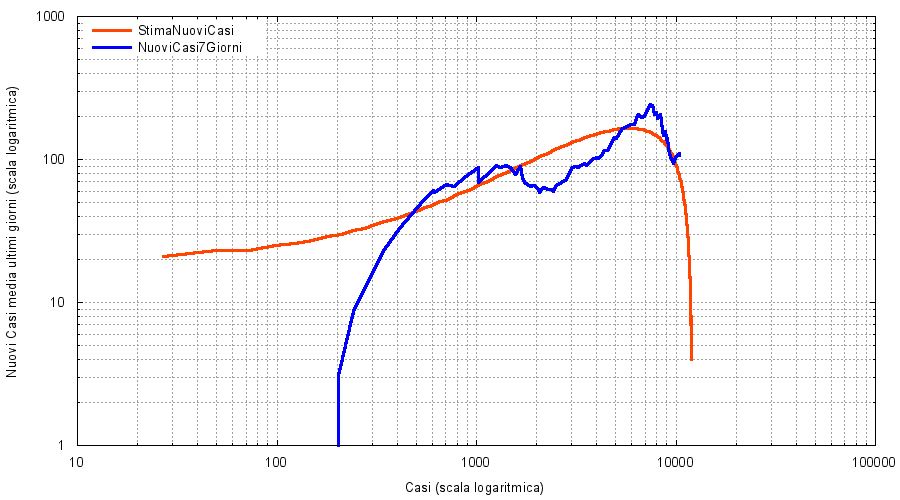 1000
StimaNuoviCasi
NuoviCasi7Giorni
100
10
1
10
100
1000
10000
100000
Nuovi Casi media ultimi giorni (scala logaritmica)
Casi (scala logaritmica)